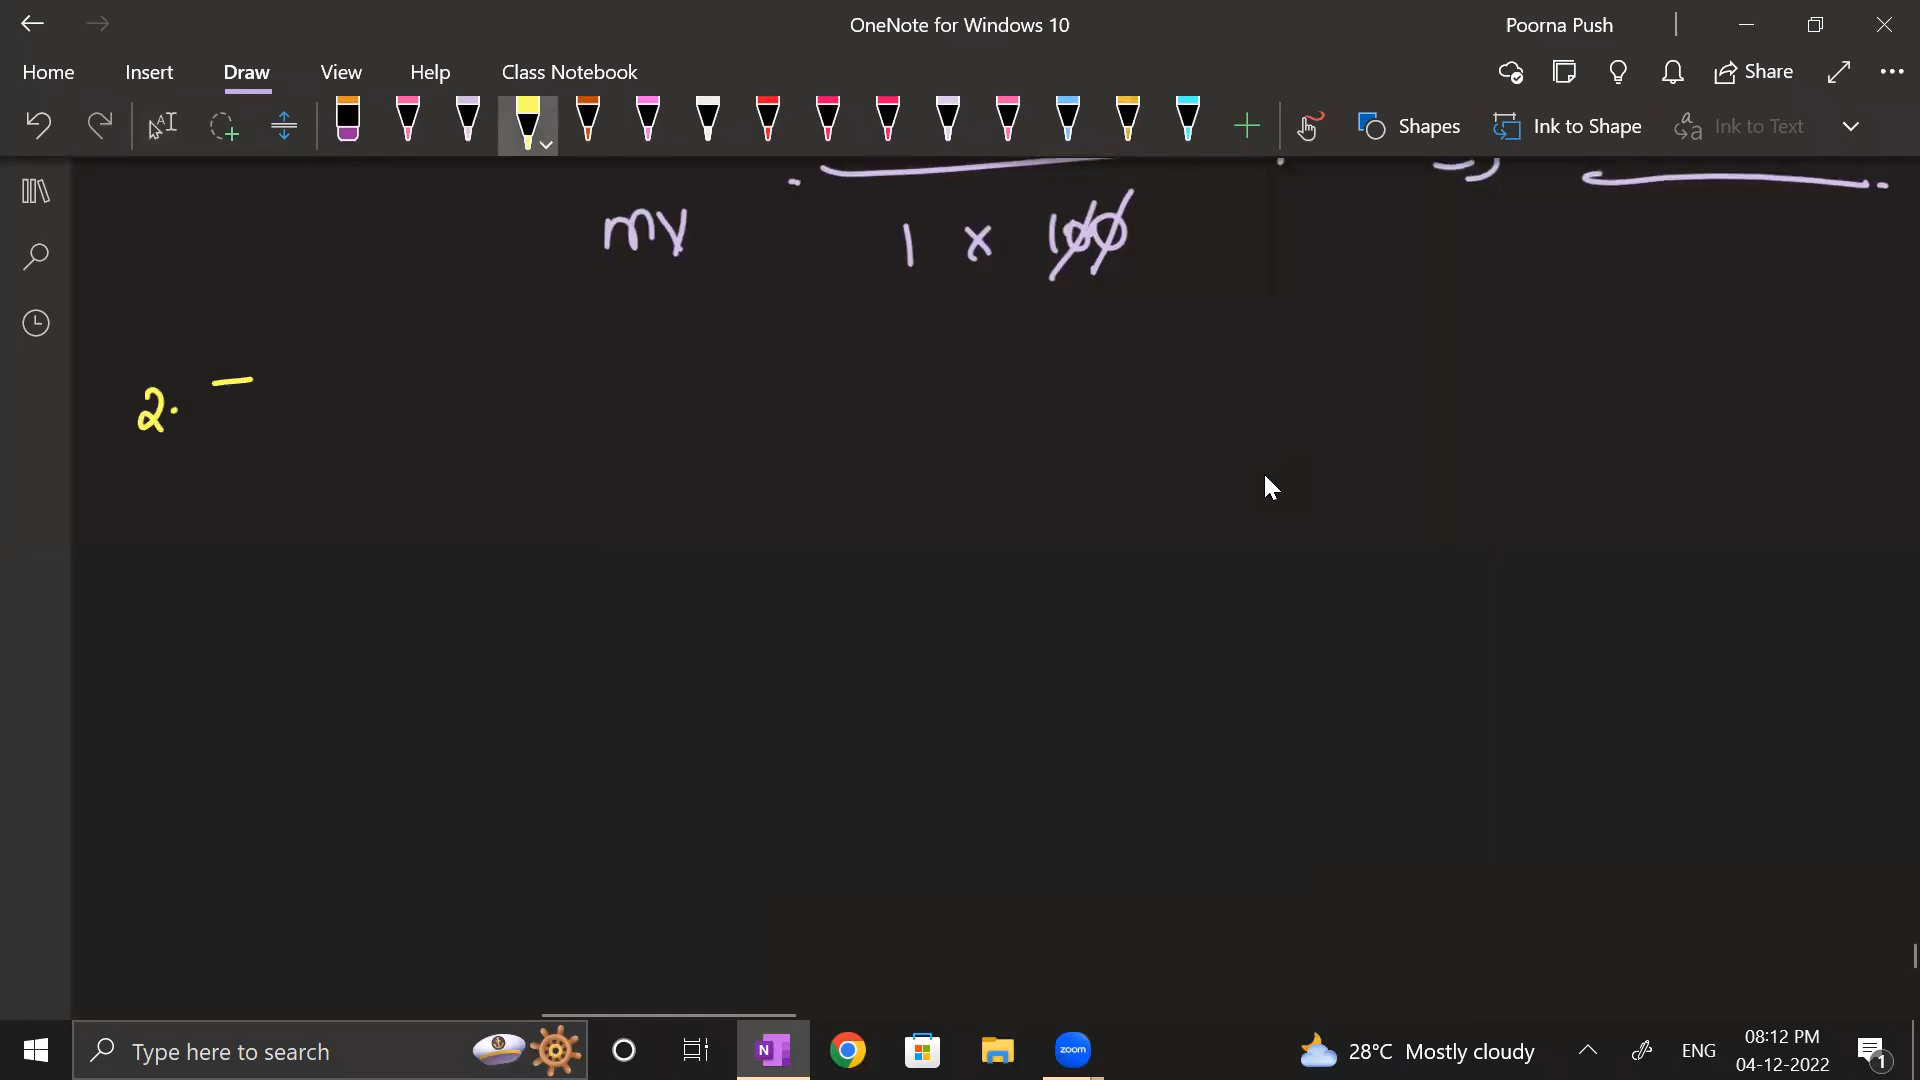 OneNote for Windows 10
Poorna Push
Home Insert Draw View Help Class Notebook
Share
Shapes Ink to Shape Ink to Text
my 1 x 100
2.
Type here to search
N
zoom
28°C Mostly cloudy
ENG
08:12 PM
04-12-2022
1